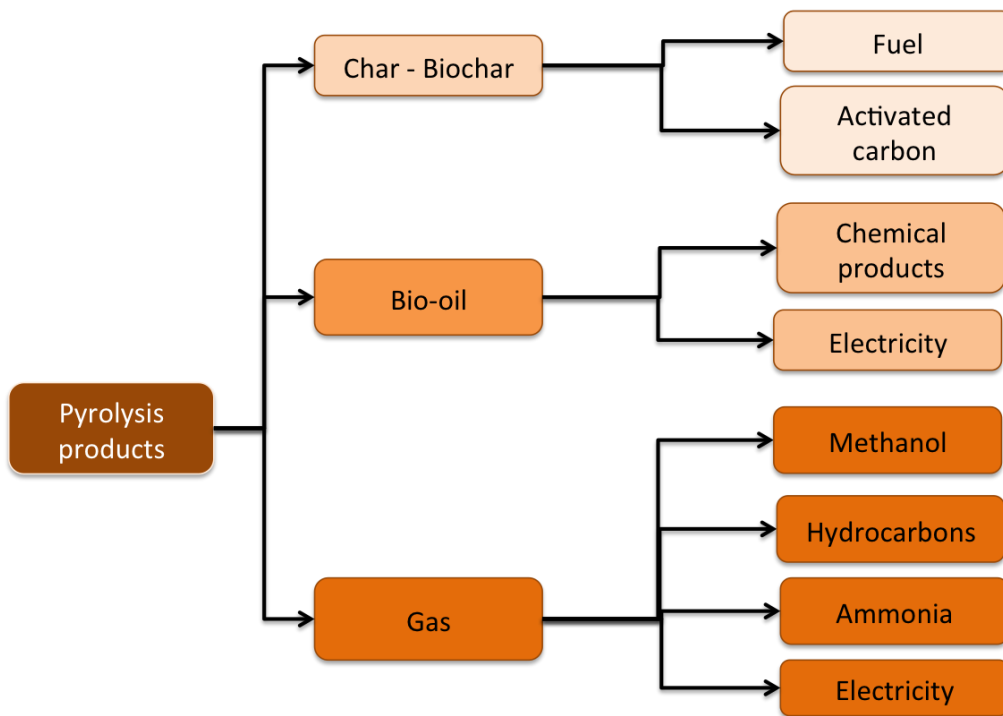 Pyrolysis
products
Char - Biochar
Fuel
Activated
carbon
Bio-oil
Chemical
products
Electricity
Gas
Methanol
Hydrocarbons
Ammonia
Electricity